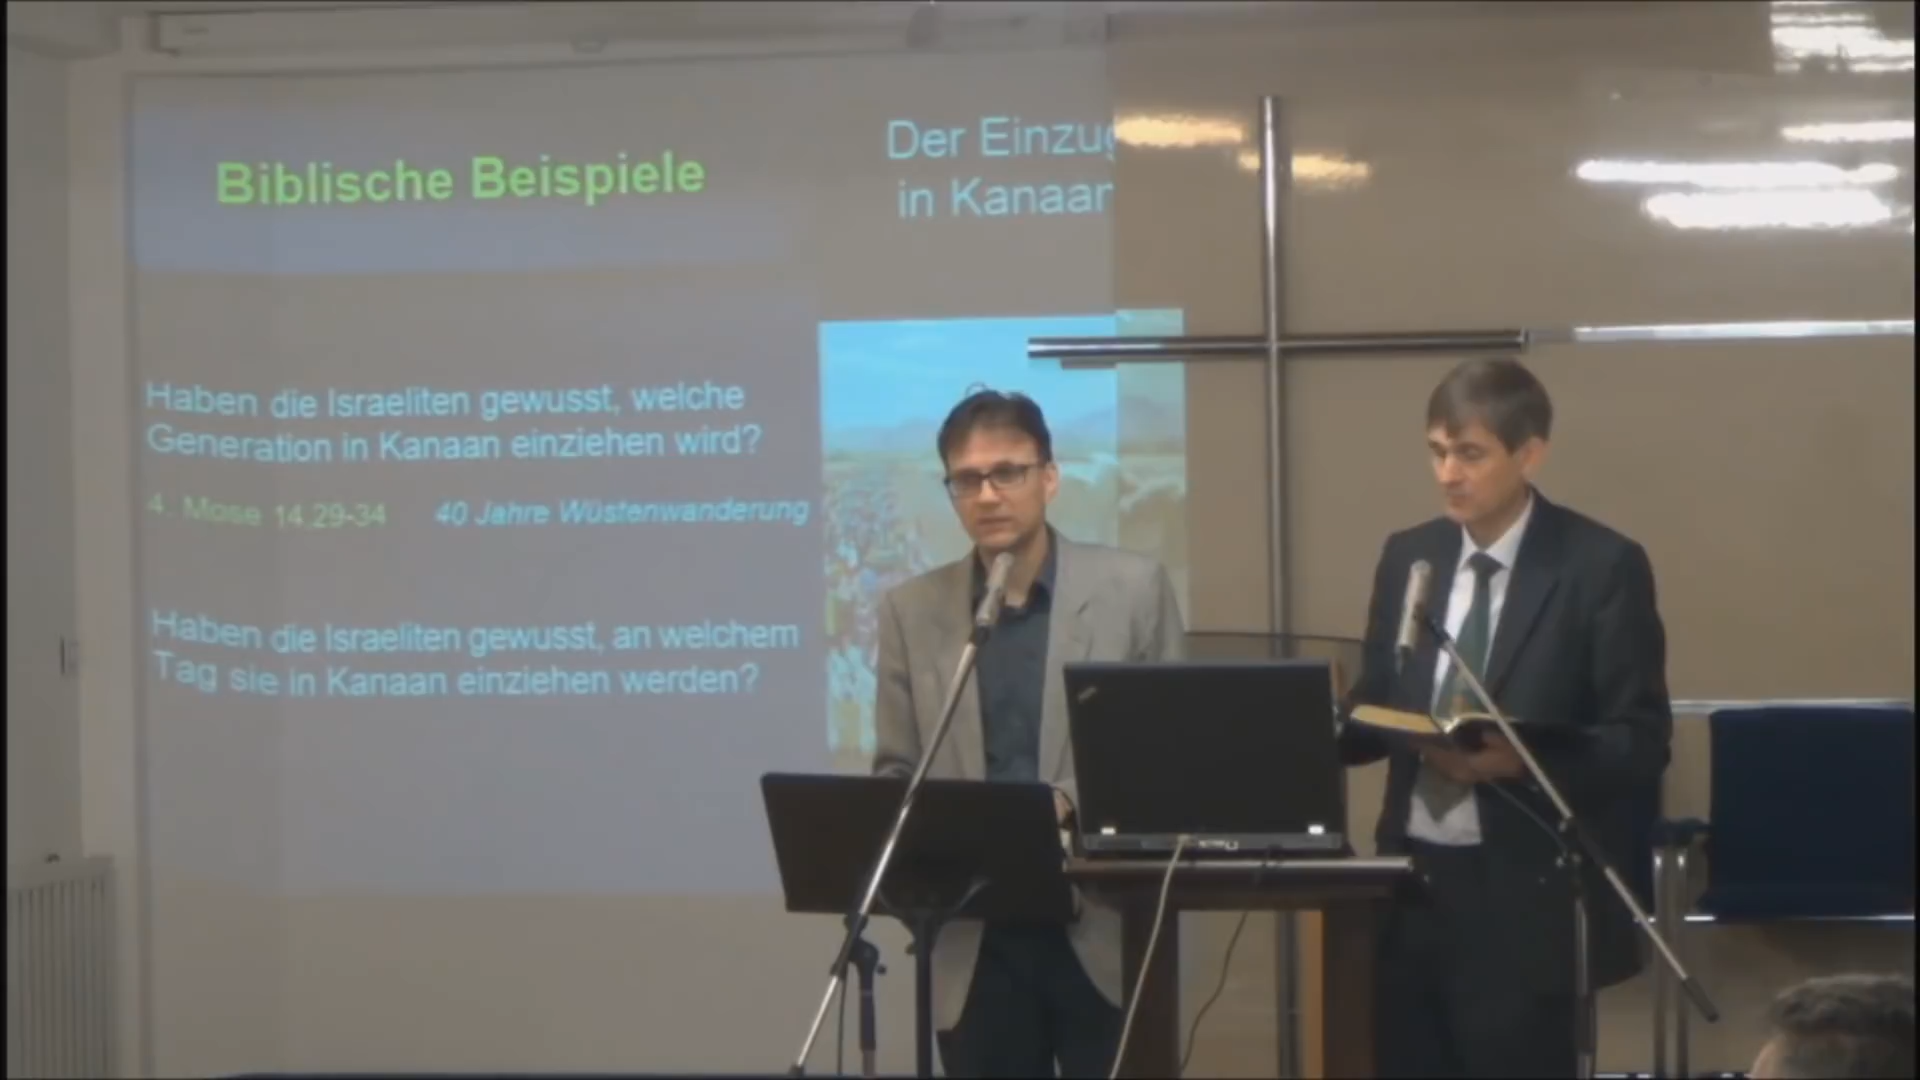 Biblische Beispiele
Der Einzug
in Kanaan
Haben die Israeliten gewusst, welche
Generation in Kanaan einziehen wird?
4. Mose 14.29-34 40 Jahre Wüstenwanderung
Haben die Israeliten gewusst, an welchem
Tag sie in Kanaan einziehen werden?